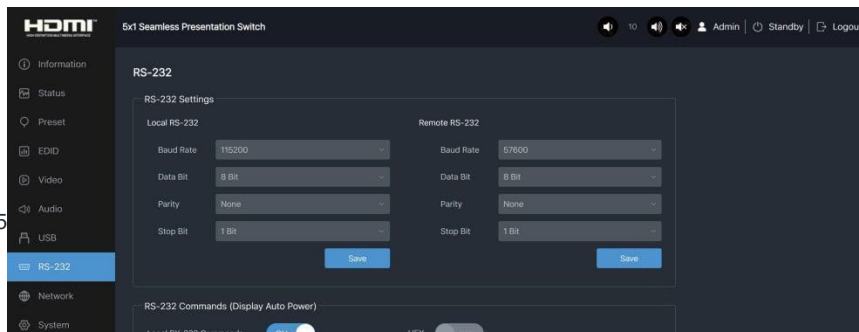 HDMI
5x1 Seamless Presentation Switch
10
Admin
Standby
Logou
Information
Status
Preset
EDID
Video
Audio
USB
RS-232
Network
System
5
RS-232
RS-232 Settings
Local RS-232
Baud Rate 115200
Data Bit 8 Bit
Parity None
Stop Bit 1 Bit
Save
Remote RS-232
Baud Rate 57600
Data Bit 8 Bit
Parity None
Stop Bit 1 Bit
Save
RS-232 Commands (Display Auto Power)